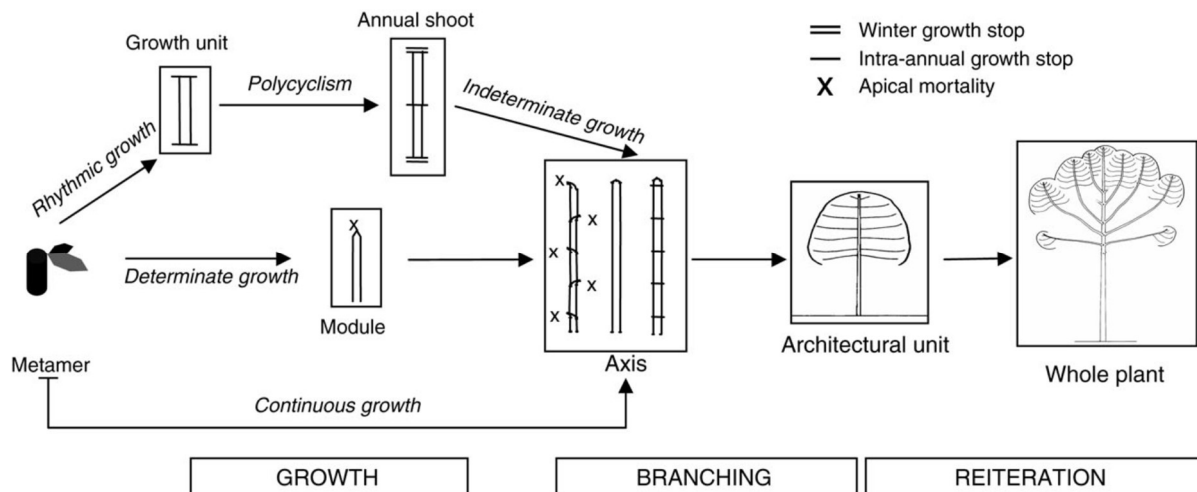 Annual shoot
Growth unit
Polycyclism
Winter growth stop
Intra-annual growth stop
X Apical mortality
Indeterminate growth
Rhythmic growth
X
X
X
X
X
X
Determinate growth
Module
Axis
Architectural unit
Whole plant
Metamer
Continuous growth
GROWTH
BRANCHING
REITERATION